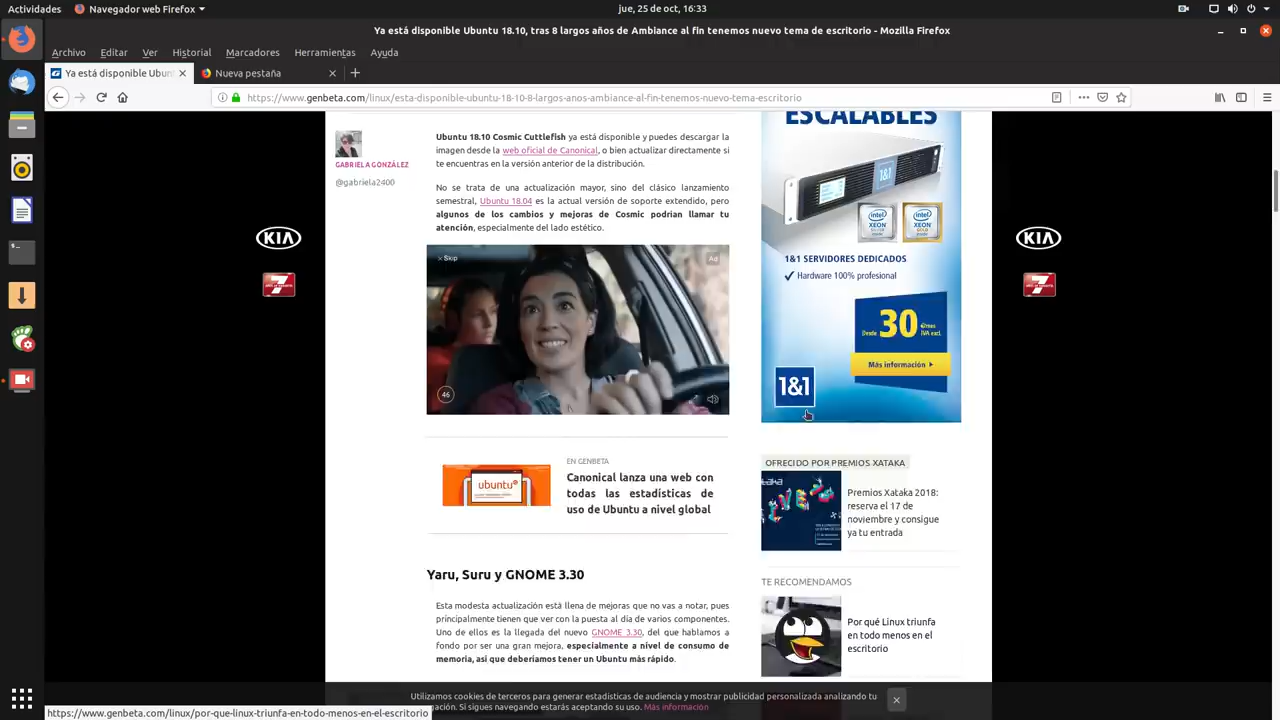 Actividades
Navegador web Firefox
jue, 25 de oct, 16:33
Ya está disponible Ubuntu 18.10, tras 8 largos años de Ambiance al fin tenemos nuevo tema de escritorio - Mozilla Firefox
Archivo Editar Ver Historial Marcadores Herramientas Ayuda
Ya está disponible Ubun
Nueva pestaña
https://www.genbeta.com/linux/esta-disponible-ubuntu-18-10-8-largos-anos-ambiance-al-fin-tenemos-nuevo-tema-escritorio
GABRIELA GONZÁLEZ
@gabriela2400
Ubuntu 18.10 Cosmic Cuttlefish ya está disponible y puedes descargar la
imagen desde la web oficial de Canonical, o bien actualizar directamente si
te encuentras en la versión anterior de la distribución.
No se trata de una actualización mayor, sino del clásico lanzamiento
semestral, Ubuntu 18.04 es la actual versión de soporte extendido, pero
algunos de los cambios y mejoras de Cosmic podrían llamar tu
atención, especialmente del lado estético.
Skip
Ad
46
EN GENBETA
ubuntu
Canonical lanza una web con
todas las estadísticas de
uso de Ubuntu a nivel global
Yaru, Suru y GNOME 3.30
Esta modesta actualización está llena de mejoras que no vas a notar, pues
principalmente tienen que ver con la puesta al día de varios componentes.
Uno de ellos es la llegada del nuevo GNOME 3.30, del que hablamos a
fondo por ser una gran mejora, especialmente a nivel de consumo de
memoria, así que deberíamos tener un Ubuntu más rápido.
KIA
7
KIA
7
ESCALABLES
1&1
intel
XEON
intel
XEON
1&1 SERVIDORES DEDICADOS
Hardware 100% profesional
Desde 30 €/mes IVA excl.
Más información
1&1
OFRECIDO POR PREMIOS XATAKA
Premios Xataka 2018:
reserva el 17 de
noviembre y consigue
ya tu entrada
TE RECOMENDAMOS
Por qué Linux triunfa
en todo menos en el
escritorio
Utilizamos cookies de terceros para generar estadísticas de audiencia y mostrar publicidad personalizada analizando tu
gación. Si sigues navegando estarás aceptando su uso. Más información
https://www.genbeta.com/linux/por-que-linux-triunfa-en-todo-menos-en-el-escritorio